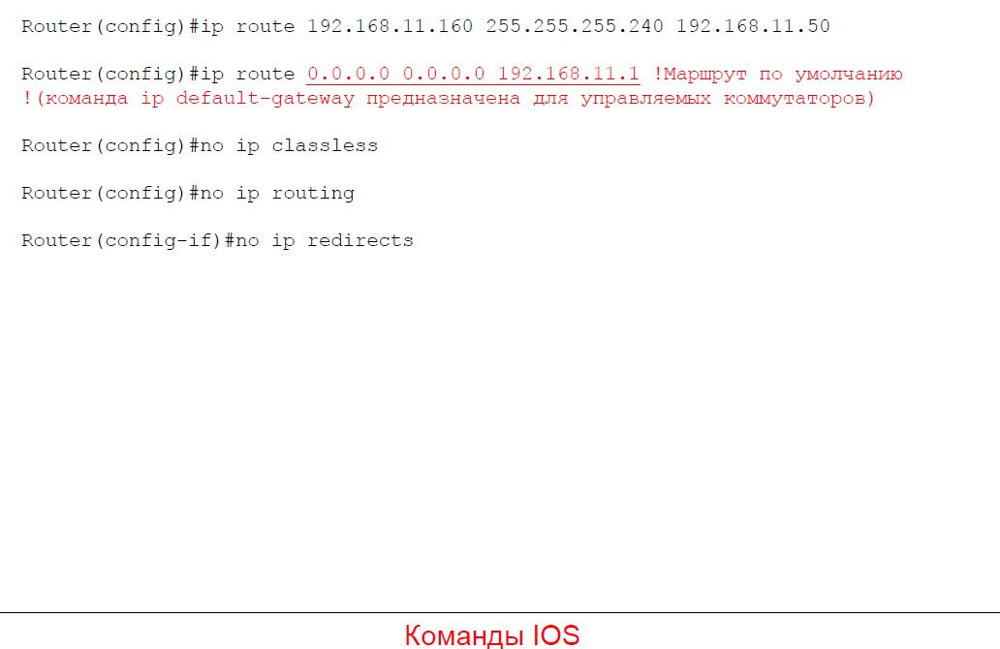 Router(config)#ip route 192.168.11.160 255.255.255.240 192.168.11.50
Router(config)#ip route 0.0.0.0 0.0.0.0 192.168.11.1 !Маршрут по умолчанию
!(команда ip default-gateway предназначена для управляемых коммутаторов)
Router(config)#no ip classless
Router(config)#no ip routing
Router(config-if)#no ip redirects
Команды IOS